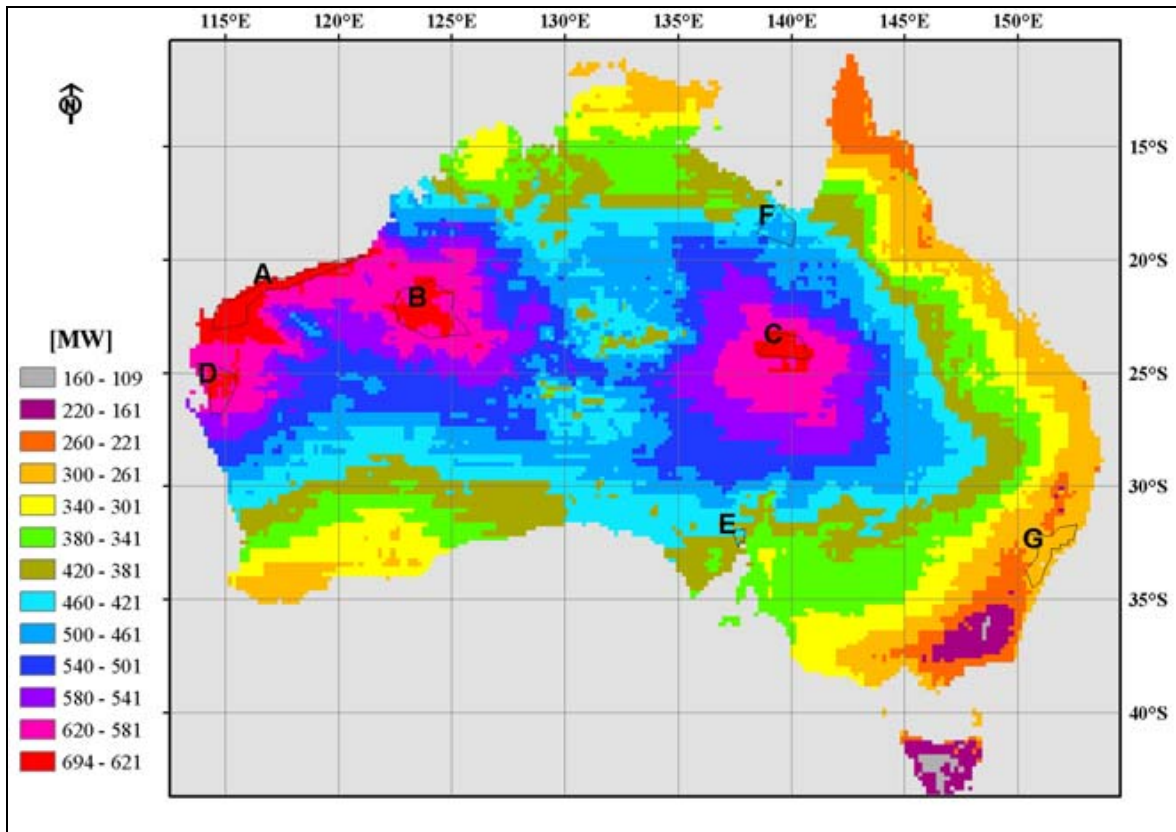 115°E 120°E 125°E 130°E 135°E 140°E 145°E 150°E
N
15°S
F
20°S
A
B
C
[MW]
D
160 - 109
25°S
220 - 161
260 - 221
300 - 261
30°S
340 - 301
E
G
380 - 341
420 - 381
460 - 421
35°S
500 - 461
540 - 501
580 - 541
620 - 581
40°S
694 - 621